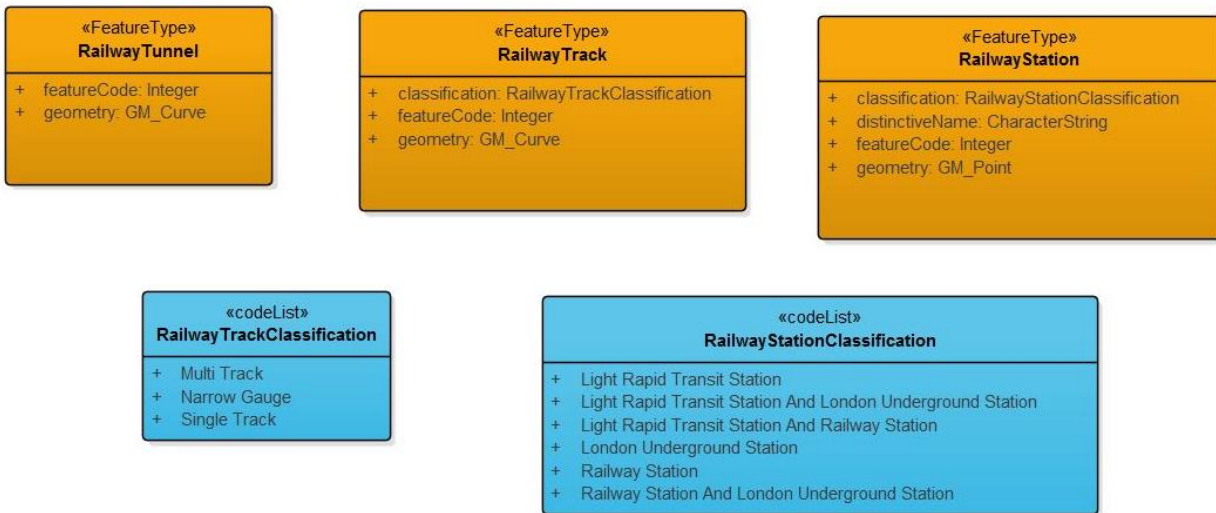 «FeatureType»
RailwayTunnel
+ featureCode: Integer
+ geometry: GM_Curve
«FeatureType»
RailwayTrack
+ classification: RailwayTrackClassification
+ featureCode: Integer
+ geometry: GM_Curve
«FeatureType»
RailwayStation
+ classification: RailwayStationClassification
+ distinctiveName: CharacterString
+ featureCode: Integer
+ geometry: GM_Point
«codeList»
RailwayTrackClassification
+ Multi Track
+ Narrow Gauge
+ Single Track
«codeList»
RailwayStationClassification
+ Light Rapid Transit Station
+ Light Rapid Transit Station And London Underground Station
+ Light Rapid Transit Station And Railway Station
+ London Underground Station
+ Railway Station
+ Railway Station And London Underground Station